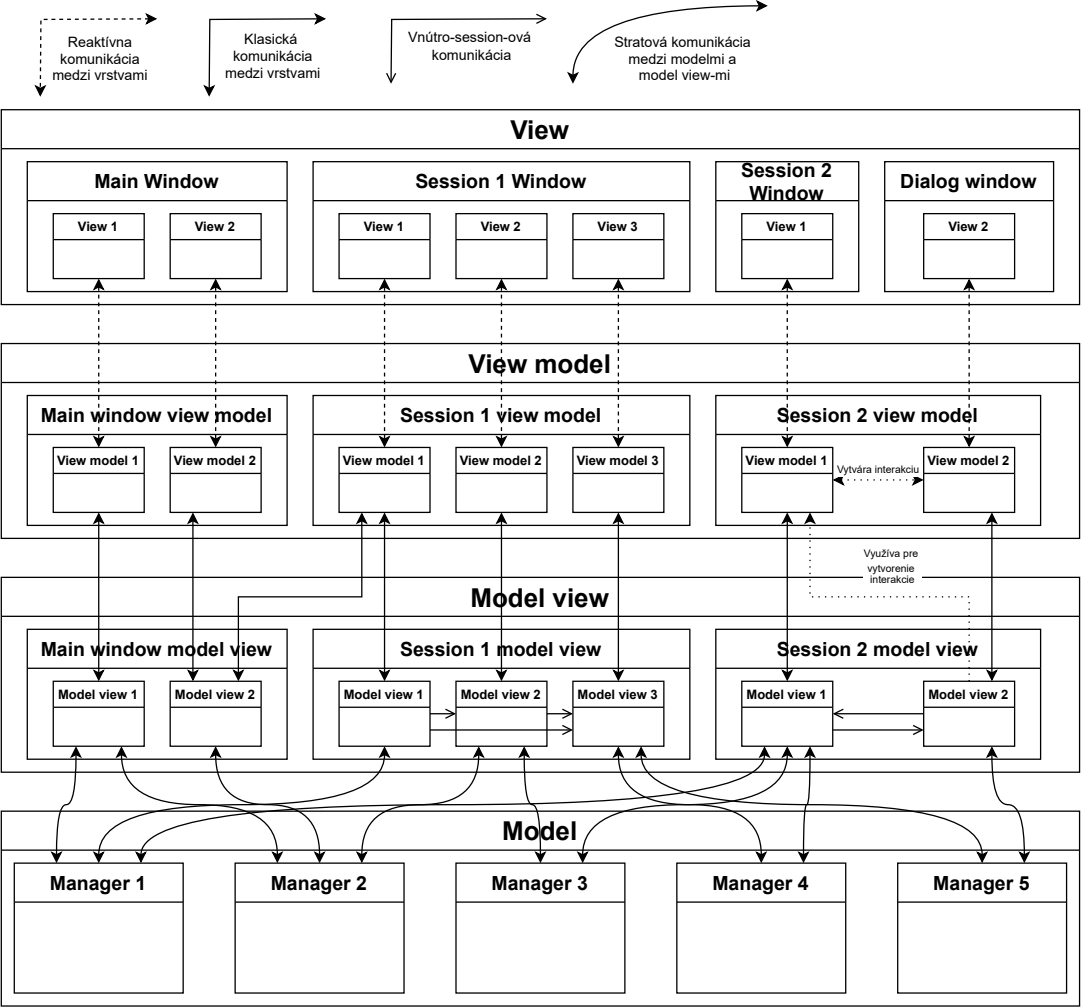 Reaktívna
komunikácia
medzi vrstvami
Klasická
komunikácia
medzi vrstvami
Vnútro-session-ová
komunikácia
Stratová komunikácia
medzi modelmi a
model view-mi
View
Main Window
View 1
View 2
Session 1 Window
View 1
View 2
View 3
Session 2
Window
View 1
Dialog window
View 2
View model
Main window view model
View model 1
View model 2
Session 1 view model
View model 1
View model 2
View model 3
Session 2 view model
View model 1
Vytvára interakciu
View model 2
Využíva pre
vytvorenie
interakcie
Model view
Main window model view
Model view 1
Model view 2
Session 1 model view
Model view 1
Model view 2
Model view 3
Session 2 model view
Model view 1
Model view 2
Model
Manager 1
Manager 2
Manager 3
Manager 4
Manager 5